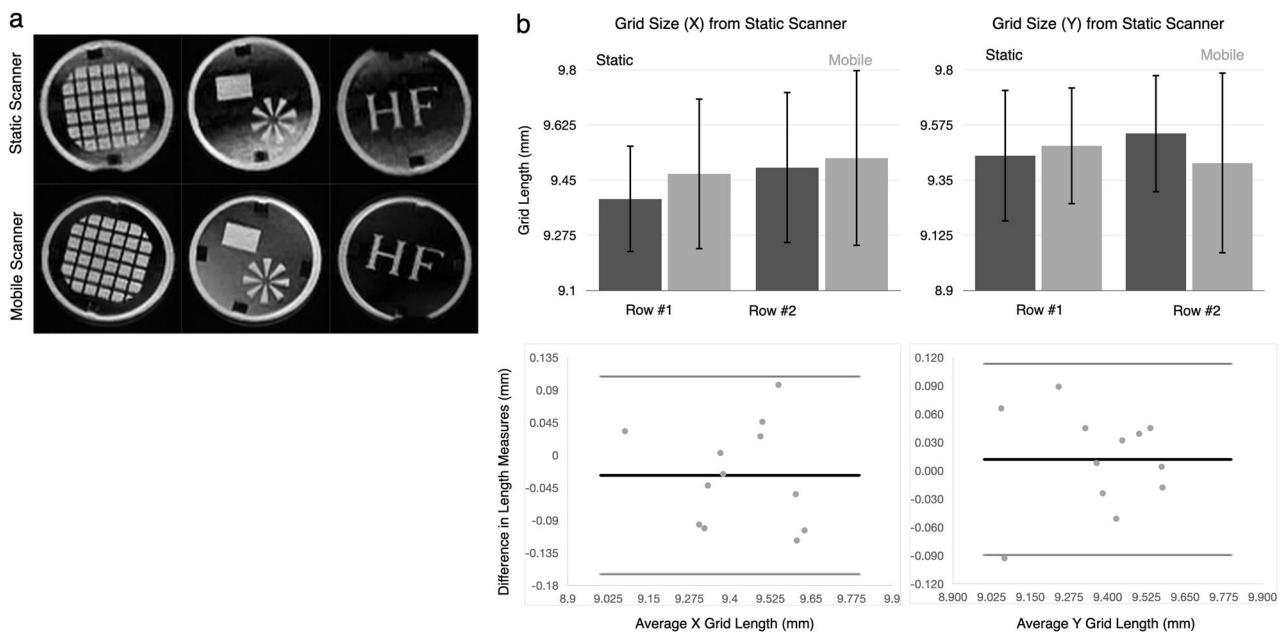 a
Static Scanner
Mobile Scanner
HF
HF
b
Grid Size (X) from Static Scanner
Static
Mobile
Grid Length (mm)
9.8
9.625
9.45
9.275
9.1
Row #1
Row #2
Grid Size (Y) from Static Scanner
Static
Mobile
9.8
9.575
9.35
9.125
8.9
Row #1
Row #2
Difference in Length Measures (mm)
0.135
0.09
0.045
0
-0.045
-0.09
-0.135
-0.18
8.9 9.025 9.15 9.275 9.4 9.525 9.65 9.775 9.9
Average X Grid Length (mm)
0.120
0.090
0.060
0.030
0.000
-0.030
-0.060
-0.090
-0.120
8.900 9.025 9.150 9.275 9.400 9.525 9.650 9.775 9.900
Average Y Grid Length (mm)